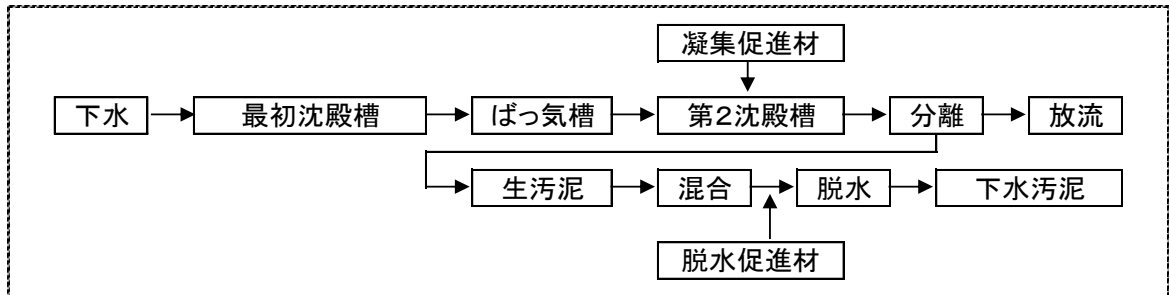 凝集促進材
下水
最初沈殿槽
ばっ気槽
第2沈殿槽
分離
放流
生汚泥
混合
脱水
下水汚泥
脱水促進材